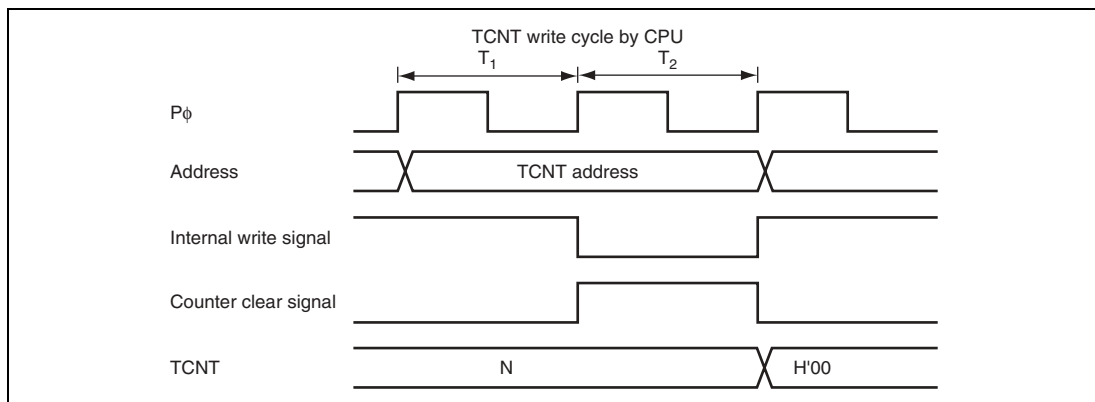 TCNT write cycle by CPU
T1 T2
Pϕ
Address TCNT address
Internal write signal
Counter clear signal
TCNT N H'00